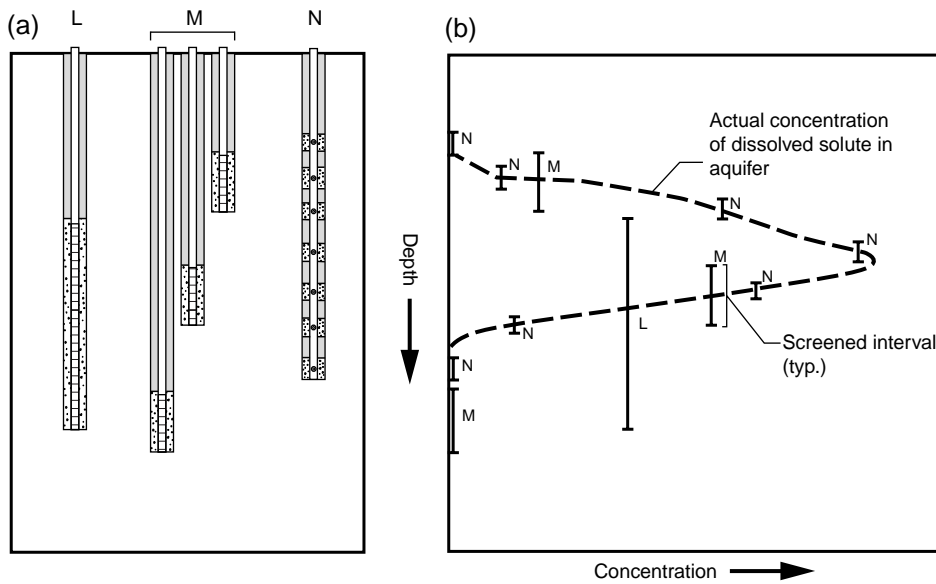 (a)
L
M
N
(b)
Depth
Actual concentration
of dissolved solute in
aquifer
N
N
M
N
N
M
N
L
N
Screened interval
(typ.)
N
M
Concentration